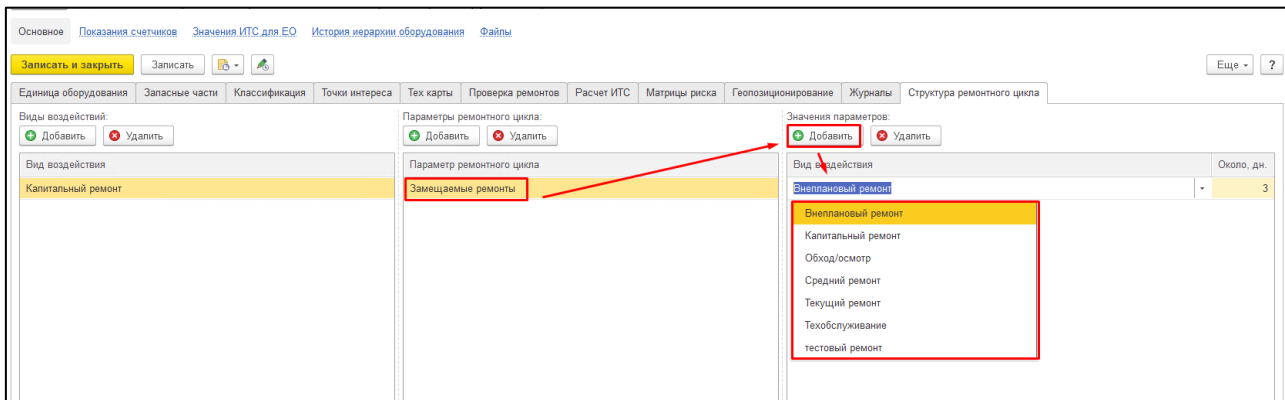 Основное Показания счетчиков Значения ИТС для ЕО История иерархии оборудования Файлы
Записать и закрыть Записать Еще ?
Единица оборудования Запасные части Классификация Точки интереса Тех карты Проверка ремонтов Расчет ИТС Матрицы риска Геопозиционирование Журналы Структура ремонтного цикла
Виды воздействий: Параметры ремонтного цикла: Значения параметров:
Добавить Удалить Добавить Удалить Добавить Удалить
Вид воздействия Параметр ремонтного цикла Вид воздействия Около, дн.
Капитальный ремонт Замещаемые ремонты Внеплановый ремонт 3
Внеплановый ремонт
Капитальный ремонт
Обход/осмотр
Средний ремонт
Текущий ремонт
Техобслуживание
тестовый ремонт